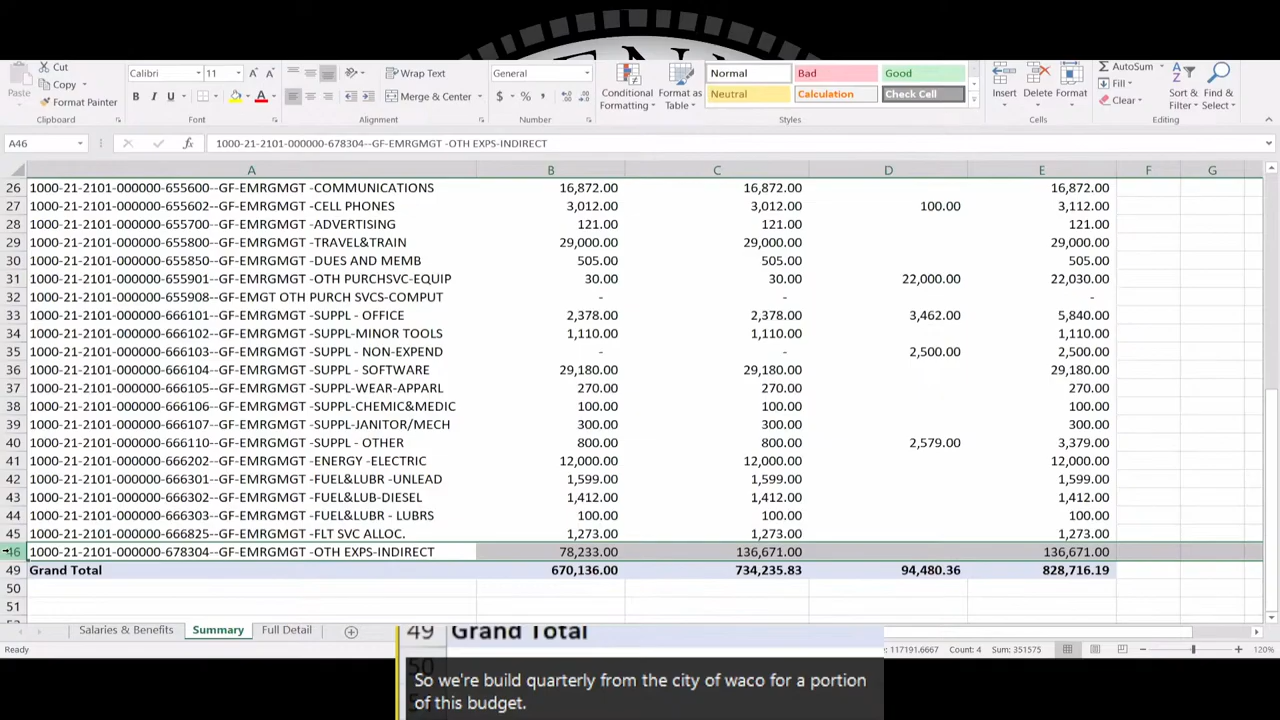 Cut
Copy
Format Painter
Paste
Clipboard
Calibri 11
B I U
Font
Wrap Text
Merge & Center
Alignment
General
$ % ,
Number
Conditional Formatting
Format as Table
Normal Bad Good
Neutral Calculation Check Cell
Styles
Insert Delete Format
Cells
AutoSum
Fill
Clear
Sort & Filter
Find & Select
Editing
A46 fx 1000-21-2101-000000-678304--GF-EMRGMGT -OTH EXPS-INDIRECT
A B C D E F G
26 1000-21-2101-000000-655600--GF-EMRGMGT -COMMUNICATIONS 16,872.00 16,872.00 16,872.00
27 1000-21-2101-000000-655602--GF-EMRGMGT -CELL PHONES 3,012.00 3,012.00 100.00 3,112.00
28 1000-21-2101-000000-655700--GF-EMRGMGT -ADVERTISING 121.00 121.00 121.00
29 1000-21-2101-000000-655800--GF-EMRGMGT -TRAVEL&TRAIN 29,000.00 29,000.00 29,000.00
30 1000-21-2101-000000-655850--GF-EMRGMGT -DUES AND MEMB 505.00 505.00 505.00
31 1000-21-2101-000000-655901--GF-EMRGMGT -OTH PURCHSVC-EQUIP 30.00 30.00 22,000.00 22,030.00
32 1000-21-2101-000000-655908--GF-EMGT OTH PURCH SVCS-COMPUT - - -
33 1000-21-2101-000000-666101--GF-EMRGMGT -SUPPL - OFFICE 2,378.00 2,378.00 3,462.00 5,840.00
34 1000-21-2101-000000-666102--GF-EMRGMGT -SUPPL-MINOR TOOLS 1,110.00 1,110.00 1,110.00
35 1000-21-2101-000000-666103--GF-EMRGMGT -SUPPL - NON-EXPEND - - 2,500.00 2,500.00
36 1000-21-2101-000000-666104--GF-EMRGMGT -SUPPL - SOFTWARE 29,180.00 29,180.00 29,180.00
37 1000-21-2101-000000-666105--GF-EMRGMGT -SUPPL-WEAR-APPARL 270.00 270.00 270.00
38 1000-21-2101-000000-666106--GF-EMRGMGT -SUPPL-CHEMIC&MEDIC 100.00 100.00 100.00
39 1000-21-2101-000000-666107--GF-EMRGMGT -SUPPL-JANITOR/MECH 300.00 300.00 300.00
40 1000-21-2101-000000-666110--GF-EMRGMGT -SUPPL - OTHER 800.00 800.00 2,579.00 3,379.00
41 1000-21-2101-000000-666202--GF-EMRGMGT -ENERGY -ELECTRIC 12,000.00 12,000.00 12,000.00
42 1000-21-2101-000000-666301--GF-EMRGMGT -FUEL&LUBR -UNLEAD 1,599.00 1,599.00 1,599.00
43 1000-21-2101-000000-666302--GF-EMRGMGT -FUEL&LUB-DIESEL 1,412.00 1,412.00 1,412.00
44 1000-21-2101-000000-666303--GF-EMRGMGT -FUEL&LUBR - LUBRS 100.00 100.00 100.00
45 1000-21-2101-000000-666825--GF-EMRGMGT -FLT SVC ALLOC. 1,273.00 1,273.00 1,273.00
46 1000-21-2101-000000-678304--GF-EMRGMGT -OTH EXPS-INDIRECT 78,233.00 136,671.00 136,671.00
49 Grand Total 670,136.00 734,235.83 94,480.36 828,716.19
50
51
Salaries & Benefits Summary Full Detail
49 Grand Total
Ready : 117191.6667 Count: 4 Sum: 351575 120%
50
So we're build quarterly from the city of waco for a portion
of this budget.